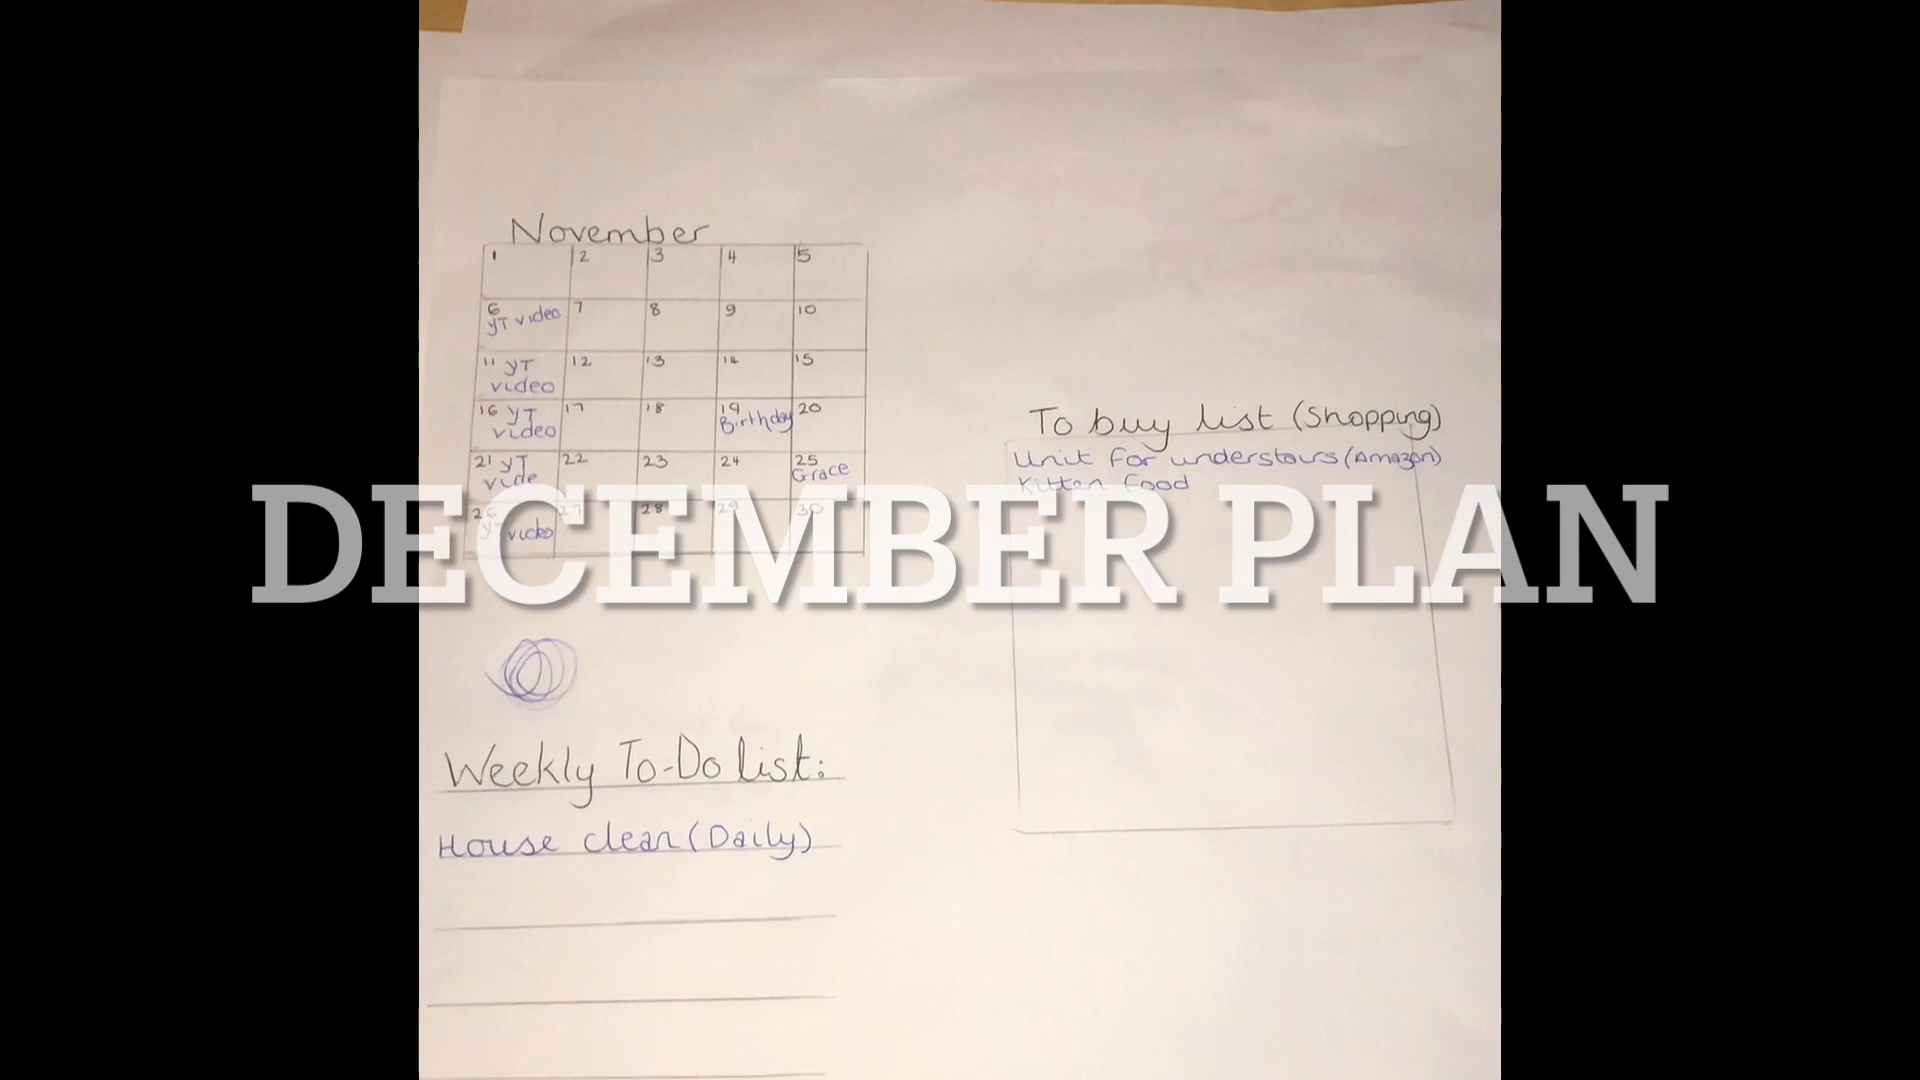 November
1 2 3 4 5
6 7 8 9 10
YT video
11 YT 12 13 14 15
video
16 YT 17 18 19 20
video Birthday
21 YT 22 23 24 25
vide Grace
26 27 28 29 30
YT video
To buy list (Shopping)
Unit for understairs (Amazon)
Kitten food
DECEMBER PLAN
Weekly To-Do list:
House clean (Daily)